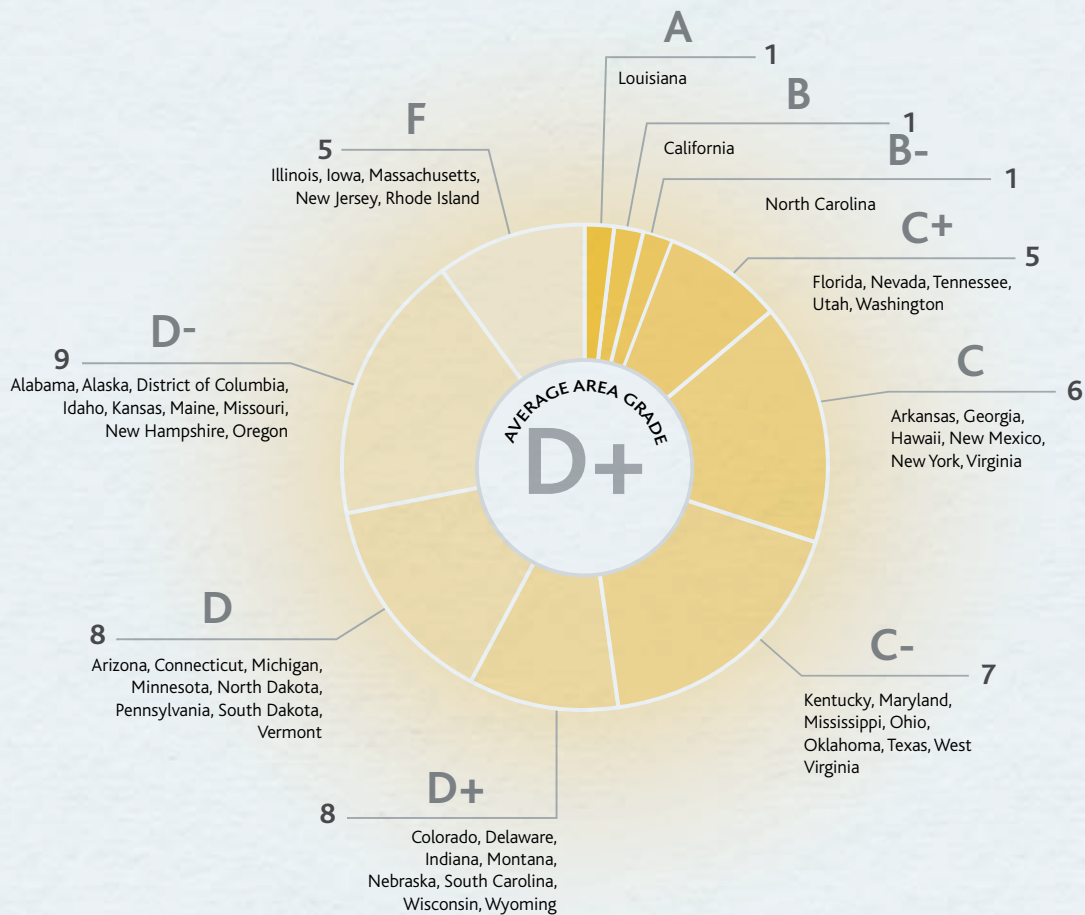 A
1
Louisiana
B
1
California
B-
1
North Carolina
C+
5
Florida, Nevada, Tennessee,
Utah, Washington
C
6
Arkansas, Georgia,
Hawaii, New Mexico,
New York, Virginia
C-
7
Kentucky, Maryland,
Mississippi, Ohio,
Oklahoma, Texas, West
Virginia
D+
8
Colorado, Delaware,
Indiana, Montana,
Nebraska, South Carolina,
Wisconsin, Wyoming
D
8
Arizona, Connecticut, Michigan,
Minnesota, North Dakota,
Pennsylvania, South Dakota,
Vermont
D-
9
Alabama, Alaska, District of Columbia,
Idaho, Kansas, Maine, Missouri,
New Hampshire, Oregon
F
5
Illinois, Iowa, Massachusetts,
New Jersey, Rhode Island
AVERAGE AREA GRADE
D+